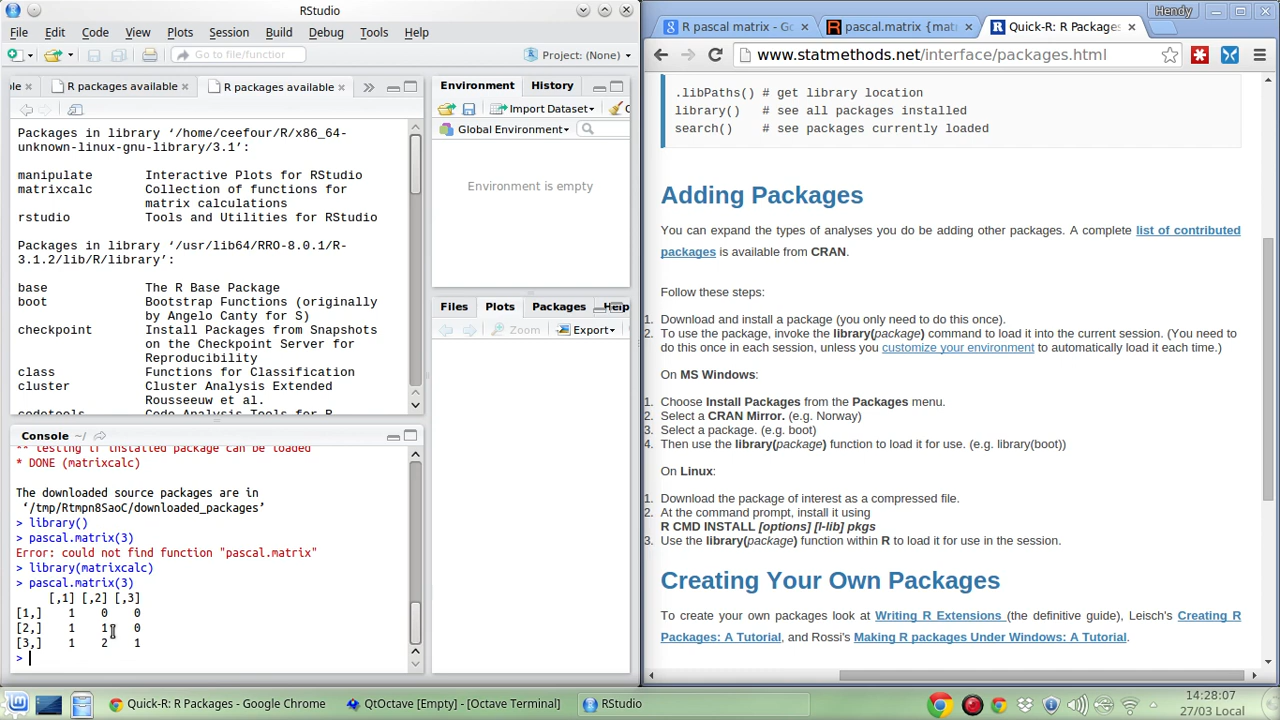 RStudio
File Edit Code View Plots Session Build Debug Tools Help
Go to file/function
Project: (None)
R packages available
R packages available
Packages in library ‘/home/ceefour/R/x86_64-
unknown-linux-gnu-library/3.1’:
manipulate Interactive Plots for RStudio
matrixcalc Collection of functions for
matrix calculations
rstudio Tools and Utilities for RStudio
Packages in library ‘/usr/lib64/RRO-8.0.1/R-
3.1.2/lib/R/library’:
base The R Base Package
boot Bootstrap Functions (originally
by Angelo Canty for S)
checkpoint Install Packages from Snapshots
on the Checkpoint Server for
Reproducibility
class Functions for Classification
cluster Cluster Analysis Extended
Rousseeuw et al.
codetools Code Analysis Tools for R
Console ~/
** testing if installed package can be loaded
* DONE (matrixcalc)
The downloaded source packages are in
‘/tmp/Rtmpn8SaoC/downloaded_packages’
> library()
> pascal.matrix(3)
Error: could not find function "pascal.matrix"
> library(matrixcalc)
> pascal.matrix(3)
[,1] [,2] [,3]
[1,] 1 0 0
[2,] 1 1 0
[3,] 1 2 1
>
Environment History
Import Dataset
Global Environment
Environment is empty
Files Plots Packages Help
Zoom Export
Hendy
R pascal matrix - G
pascal.matrix {mat
Quick-R: R Packages
www.statmethods.net/interface/packages.html
.libPaths() # get library location
library() # see all packages installed
search() # see packages currently loaded
Adding Packages
You can expand the types of analyses you do be adding other packages. A complete list of contributed
packages is available from CRAN.
Follow these steps:
1. Download and install a package (you only need to do this once).
2. To use the package, invoke the library(package) command to load it into the current session. (You need to
do this once in each session, unless you customize your environment to automatically load it each time.)
On MS Windows:
1. Choose Install Packages from the Packages menu.
2. Select a CRAN Mirror. (e.g. Norway)
3. Select a package. (e.g. boot)
4. Then use the library(package) function to load it for use. (e.g. library(boot))
On Linux:
1. Download the package of interest as a compressed file.
2. At the command prompt, install it using
R CMD INSTALL [options] [l-lib] pkgs
3. Use the library(package) function within R to load it for use in the session.
Creating Your Own Packages
To create your own packages look at Writing R Extensions (the definitive guide), Leisch's Creating R
Packages: A Tutorial, and Rossi's Making R packages Under Windows: A Tutorial.
Quick-R: R Packages - Google Chrome
QtOctave [Empty] - [Octave Terminal]
RStudio
14:28:07
27/03 Local